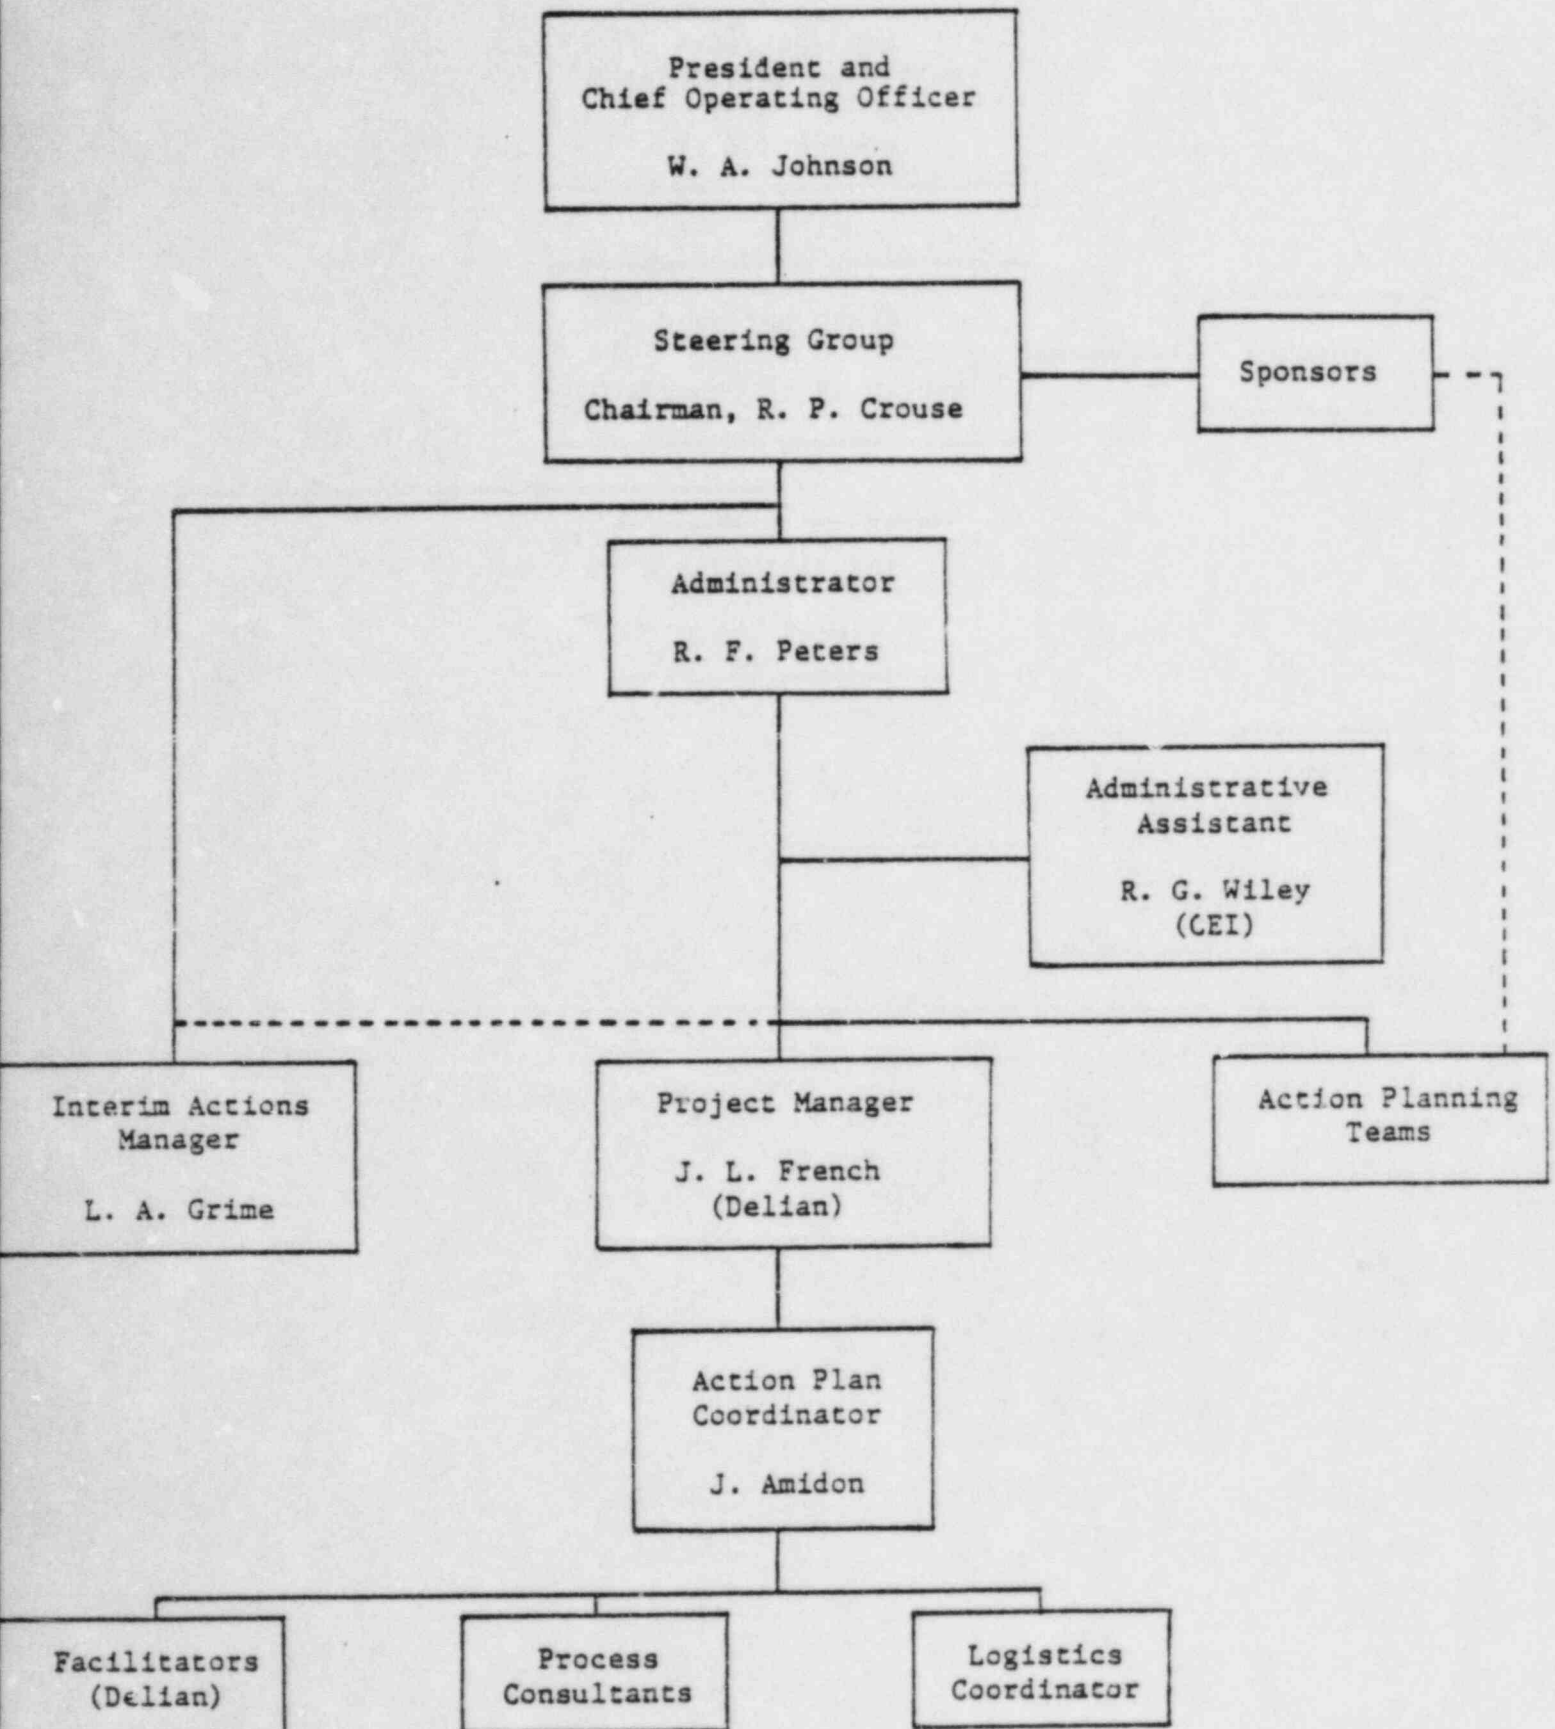 President and
Chief Operating Officer
W. A. Johnson
Steering Group
Chairman, R. P. Crouse
Sponsors
Administrator
R. F. Peters
Administrative
Assistant
R. G. Wiley
(CEI)
Interim Actions
Manager
L. A. Grime
Project Manager
J. L. French
(Delian)
Action Planning
Teams
Action Plan
Coordinator
J. Amidon
Facilitators
(Delian)
Process
Consultants
Logistics
Coordinator